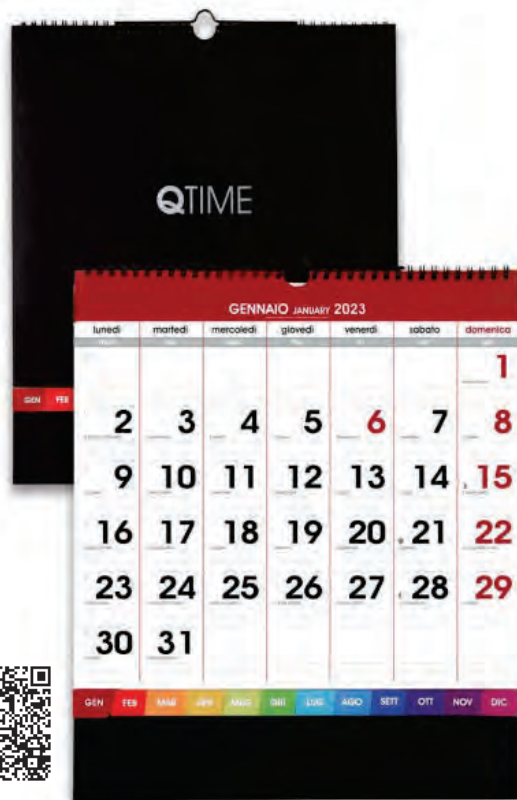 QTIME
GEN FEB
GENNAIO JANUARY 2023
lunedì martedì mercoledì giovedì venerdì sabato domenica
1
2 3 4 5 6 7 8
9 10 11 12 13 14 15
16 17 18 19 20 21 22
23 24 25 26 27 28 29
30 31
GEN FEB MAR APR MAG GIU LUG AGO SETT OTT NOV DIC